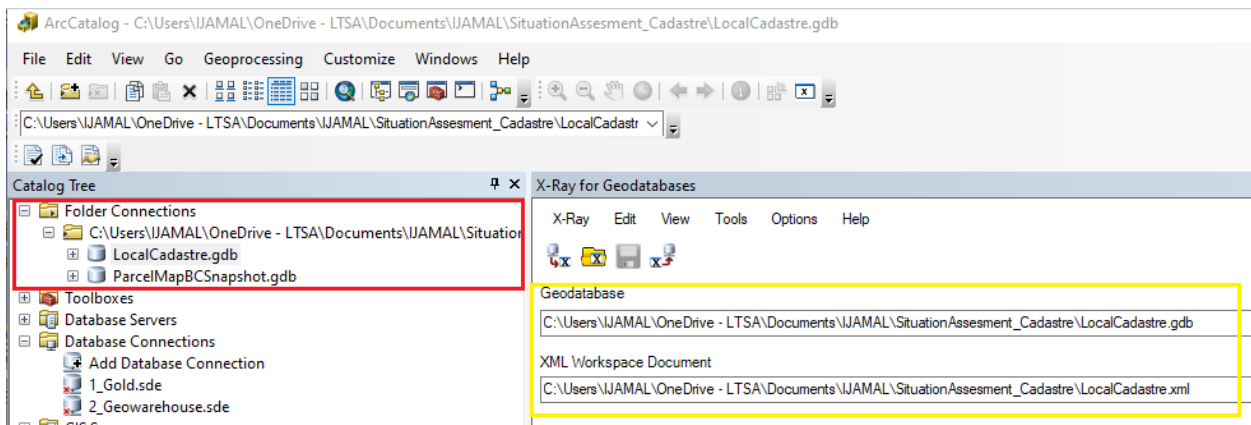 ArcCatalog - C:\Users\IJAMAL\OneDrive - LTSA\Documents\IJAMAL\SituationAssesment_Cadastre\LocalCadastre.gdb
File Edit View Go Geoprocessing Customize Windows Help
C:\Users\IJAMAL\OneDrive - LTSA\Documents\IJAMAL\SituationAssesment_Cadastre\LocalCadastr
Catalog Tree
Folder Connections
C:\Users\IJAMAL\OneDrive - LTSA\Documents\IJAMAL\Situation
LocalCadastre.gdb
ParcelMapBCSnapshot.gdb
Toolboxes
Database Servers
Database Connections
Add Database Connection
1_Gold.sde
2_Geowarehouse.sde
X-Ray for Geodatabases
X-Ray Edit View Tools Options Help
Geodatabase
C:\Users\IJAMAL\OneDrive - LTSA\Documents\IJAMAL\SituationAssesment_Cadastre\LocalCadastre.gdb
XML Workspace Document
C:\Users\IJAMAL\OneDrive - LTSA\Documents\IJAMAL\SituationAssesment_Cadastre\LocalCadastre.xml